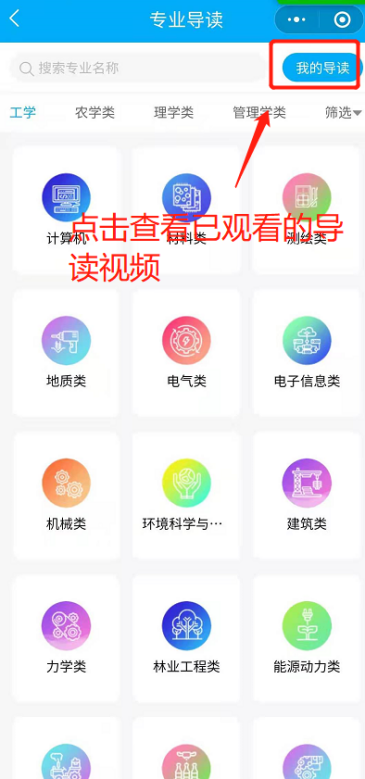 专业导读
搜索专业名称
我的导读
工学
农学类
理学类
管理学类
筛选
点击查看已观看的导
读视频
计算机
材料类
测绘类
地质类
电气类
电子信息类
机械类
环境科学与…
建筑类
力学类
林业工程类
能源动力类